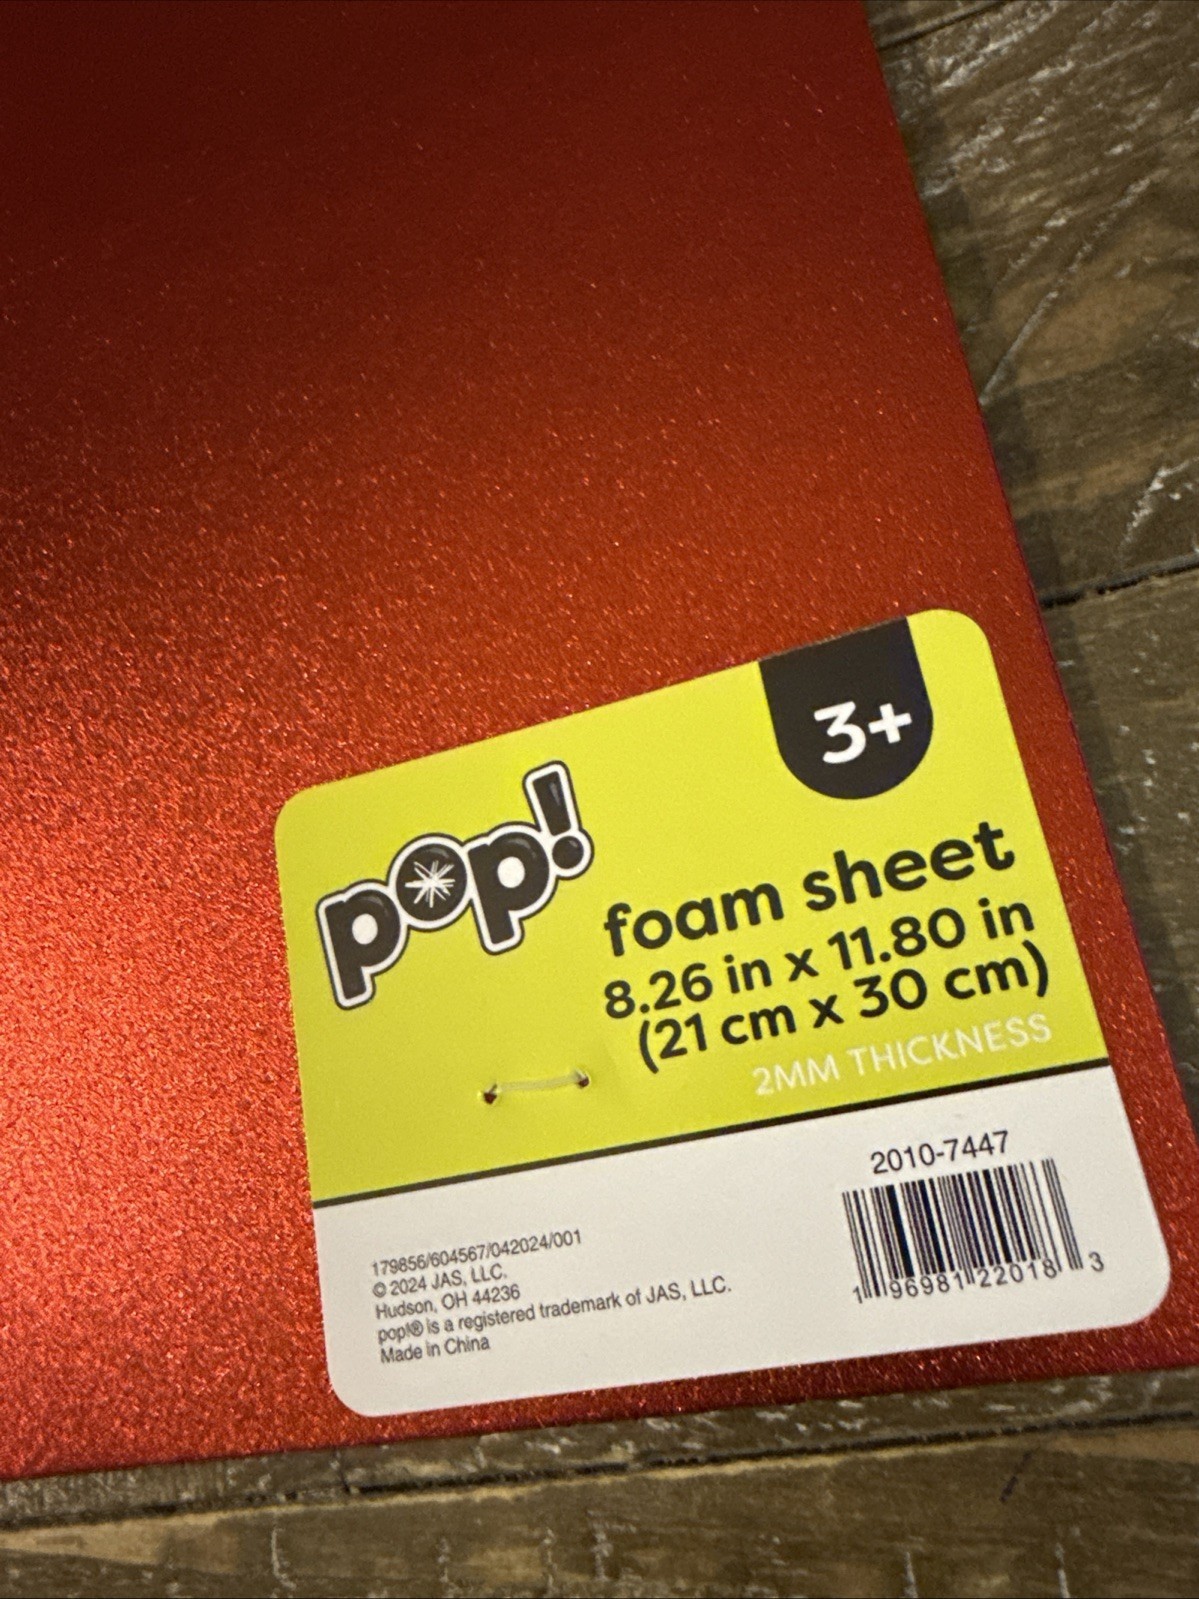 3+
pop!
foam sheet
8.26 in x 11.80 in
(21 cm x 30 cm)
2MM THICKNESS
2010-7447
1 96981 22018 3
179856/604567/042024/001
© 2024 JAS, LLC.
Hudson, OH 44236
pop!® is a registered trademark of JAS, LLC.
Made in China